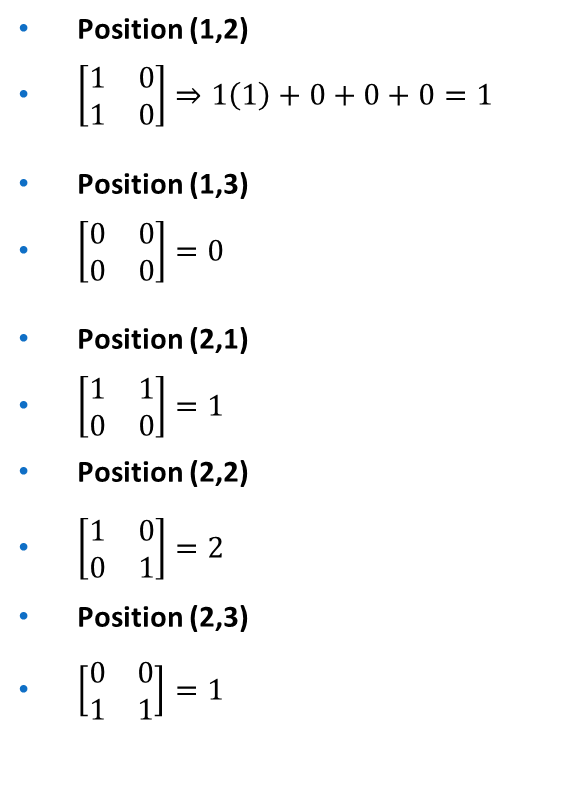 • Position (1,2)
• [1 0
1 0] ⇒ 1(1) + 0 + 0 + 0 = 1
• Position (1,3)
• [0 0
0 0] = 0
• Position (2,1)
• [1 1
0 0] = 1
• Position (2,2)
• [1 0
0 1] = 2
• Position (2,3)
• [0 0
1 1] = 1